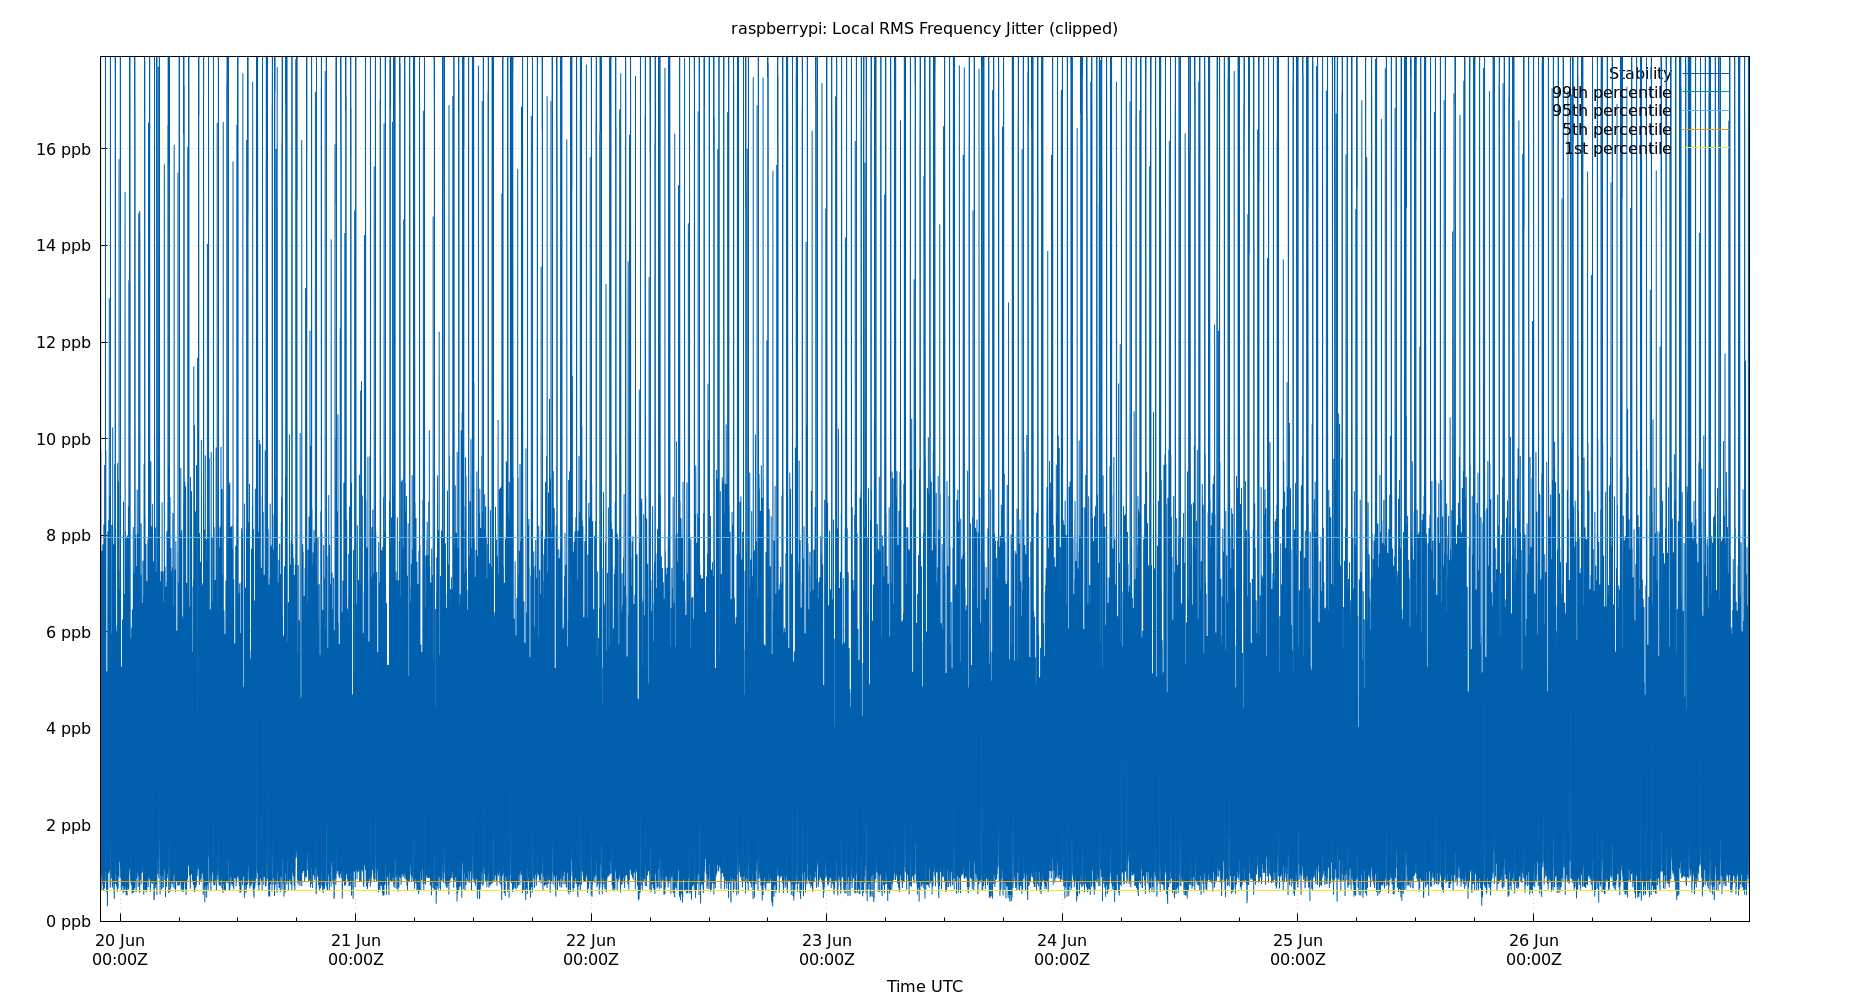 raspberrypi: Local RMS Frequency Jitter (clipped)
Stability
99th percentile
95th percentile
5th percentile
1st percentile
16 ppb
14 ppb
12 ppb
10 ppb
8 ppb
6 ppb
4 ppb
2 ppb
0 ppb
20 Jun 21 Jun 22 Jun 23 Jun 24 Jun 25 Jun 26 Jun
00:00Z 00:00Z 00:00Z 00:00Z 00:00Z 00:00Z 00:00Z
Time UTC